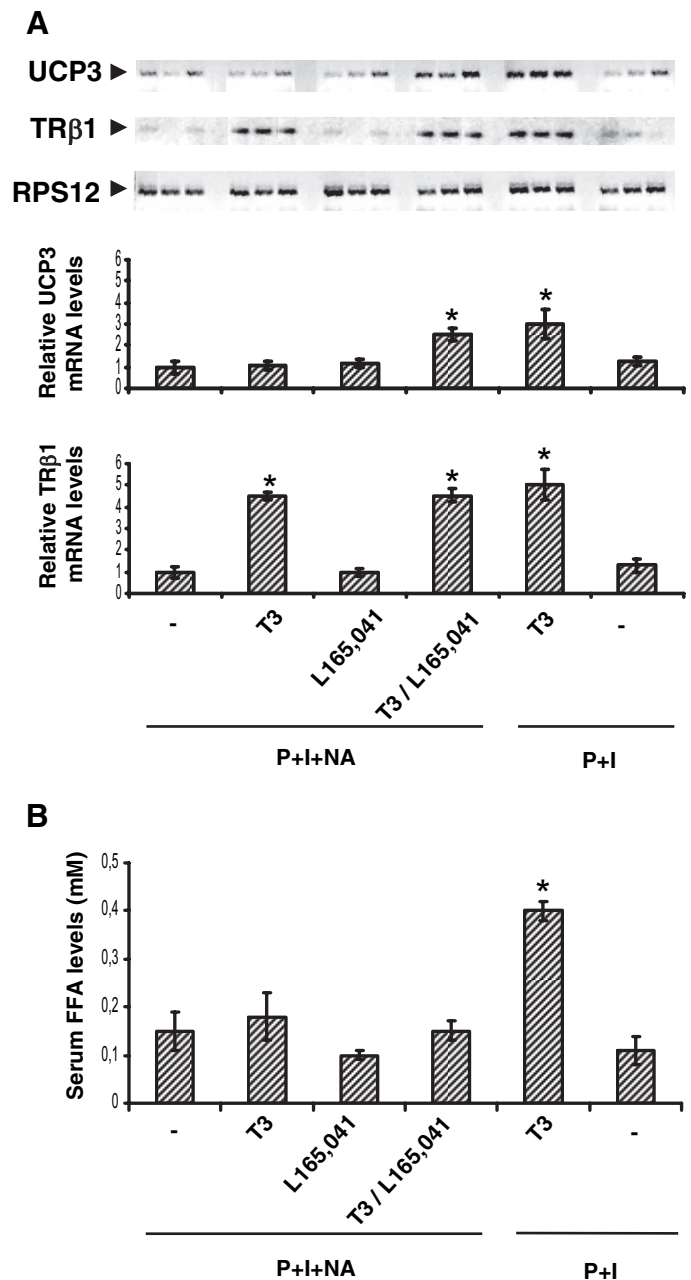 A
UCP3
TRβ1
RPS12
Relative UCP3
mRNA levels
6
5
4
3
2
1
0
*
*
Relative TRβ1
mRNA levels
6
5
4
3
2
1
0
*
*
*
-
T3
L165,041
T3 / L165,041
T3
-
P+I+NA
P+I
B
Serum FFA levels (mM)
0,5
0,4
0,3
0,2
0,1
0
*
-
T3
L165,041
T3 / L165,041
T3
-
P+I+NA
P+I